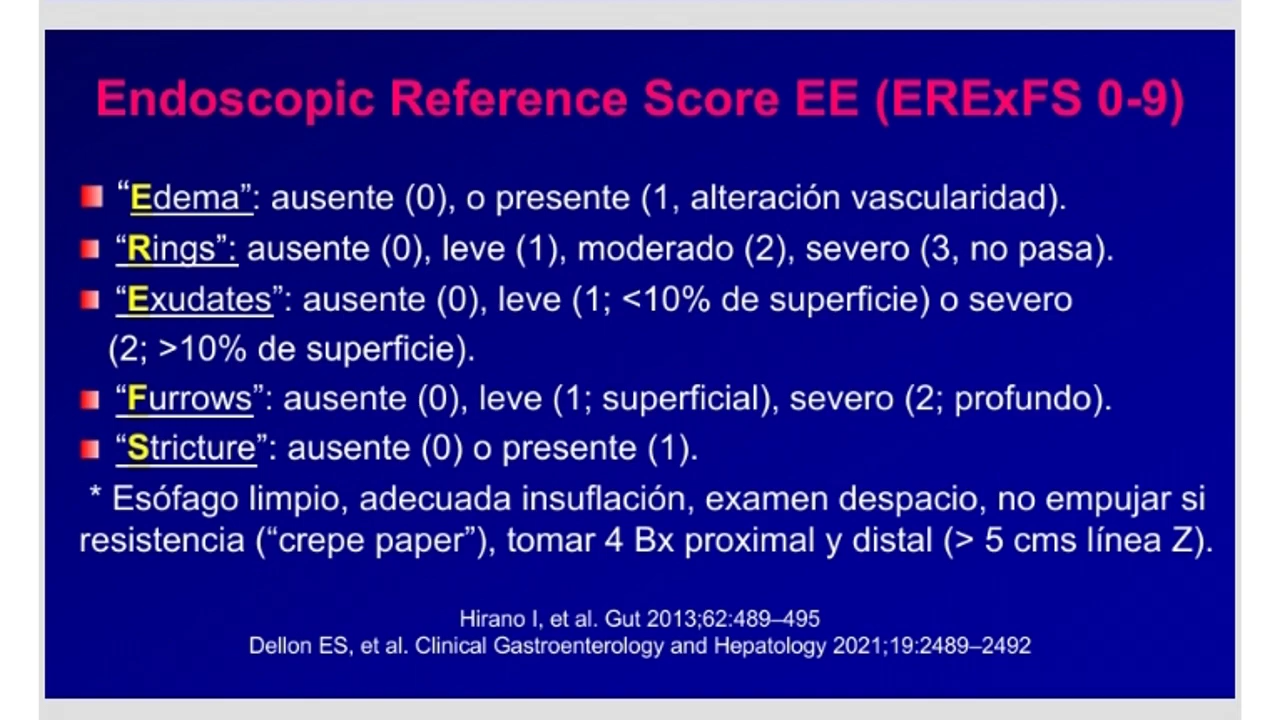 Endoscopic Reference Score EE (ERExFS 0-9)
“Edema”: ausente (0), o presente (1, alteración vascularidad).
“Rings”: ausente (0), leve (1), moderado (2), severo (3, no pasa).
“Exudates”: ausente (0), leve (1; <10% de superficie) o severo
(2; >10% de superficie).
“Furrows”: ausente (0), leve (1; superficial), severo (2; profundo).
“Stricture”: ausente (0) o presente (1).
* Esófago limpio, adecuada insuflación, examen despacio, no empujar si
resistencia (“crepe paper”), tomar 4 Bx proximal y distal (> 5 cms línea Z).
Hirano I, et al. Gut 2013;62:489–495
Dellon ES, et al. Clinical Gastroenterology and Hepatology 2021;19:2489–2492